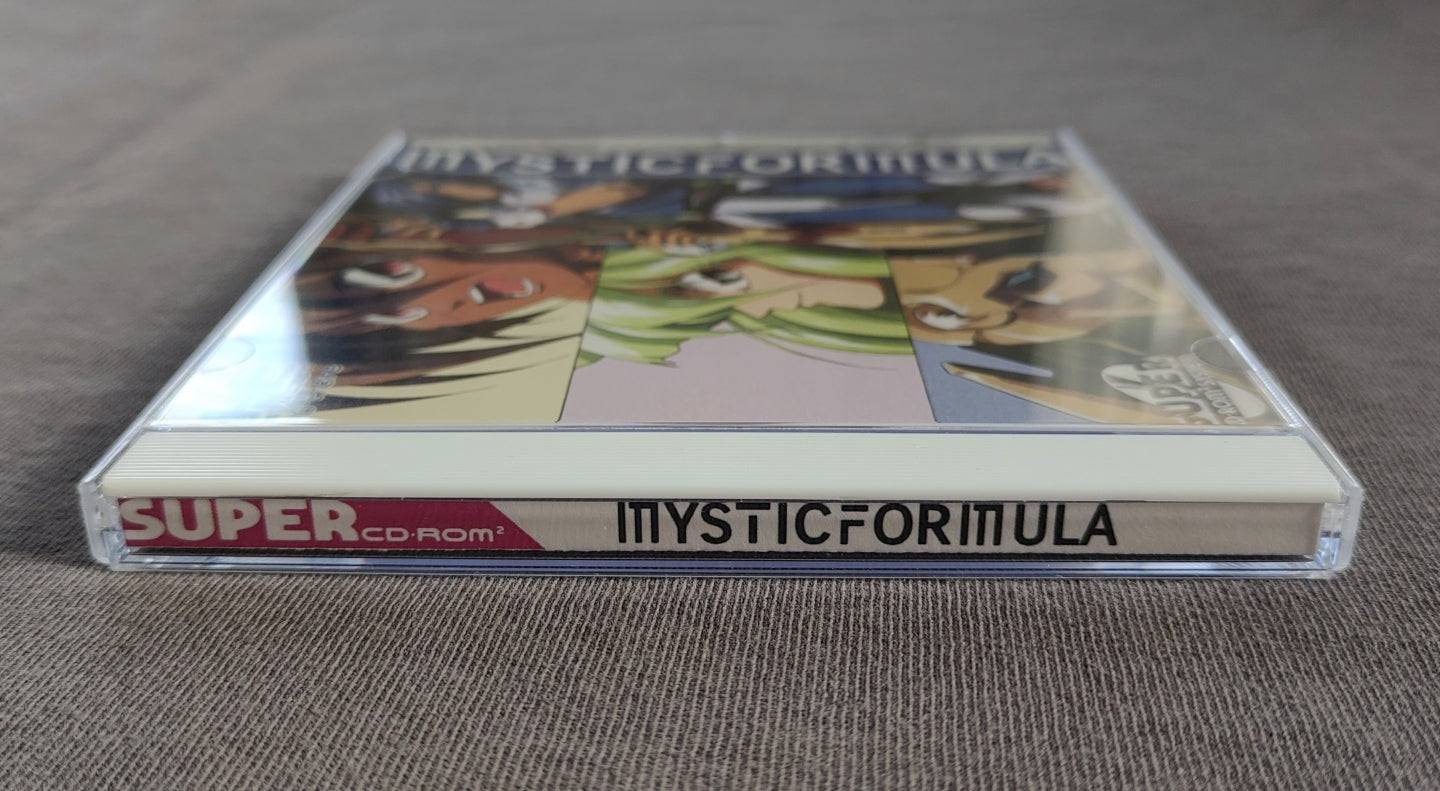 MYSTICFORMULA
SUPER CD-ROM² MYSTICFORMULA